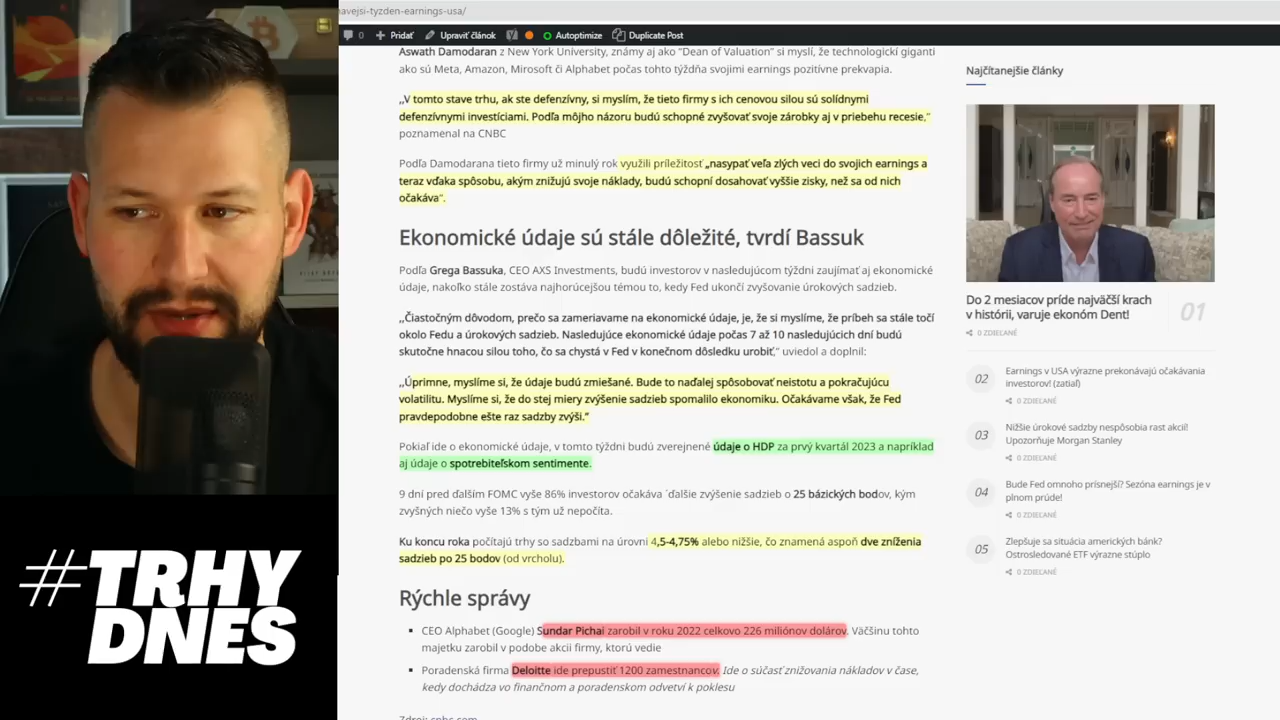 avejsi-tyzden-earnings-usa/
0 Pridať Upraviť článok Autoptimize Duplicate Post
Aswath Damodaran z New York University, známy aj ako “Dean of Valuation” si myslí, že technologickí giganti
ako sú Meta, Amazon, Mirosoft či Alphabet počas tohto týždňa svojimi earnings pozitívne prekvapia.
,,V tomto stave trhu, ak ste defenzívny, si myslím, že tieto firmy s ich cenovou silou sú solídnymi
defenzívnymi investíciami. Podľa môjho názoru budú schopné zvyšovať svoje zárobky aj v priebehu recesie,“
poznamenal na CNBC
Podľa Damodarana tieto firmy už minulý rok využili príležitosť „nasypať veľa zlých veci do svojich earnings a
teraz vďaka spôsobu, akým znižujú svoje náklady, budú schopní dosahovať vyššie zisky, než sa od nich
očakáva“.
Ekonomické údaje sú stále dôležité, tvrdí Bassuk
Podľa Grega Bassuka, CEO AXS Investments, budú investorov v nasledujúcom týždni zaujímať aj ekonomické
údaje, nakoľko stále zostáva najhorúcejšou témou to, kedy Fed ukončí zvyšovanie úrokových sadzieb.
,,Čiastočným dôvodom, prečo sa zameriavame na ekonomické údaje, je, že si myslíme, že príbeh sa stále točí
okolo Fedu a úrokových sadzieb. Nasledujúce ekonomické údaje počas 7 až 10 nasledujúcich dní budú
skutočne hnacou silou toho, čo sa chystá v Fed v konečnom dôsledku urobiť,“ uviedol a doplnil:
,,Úprimne, myslíme si, že údaje budú zmiešané. Bude to naďalej spôsobovať neistotu a pokračujúcu
volatilitu. Myslíme si, že do stej miery zvýšenie sadzieb spomalilo ekonomiku. Očakávame však, že Fed
pravdepodobne ešte raz sadzby zvýši.“
Pokiaľ ide o ekonomické údaje, v tomto týždni budú zverejnené údaje o HDP za prvý kvartál 2023 a napríklad
aj údaje o spotrebiteľskom sentimente.
9 dní pred ďalším FOMC vyše 86% investorov očakáva ´ďalšie zvýšenie sadzieb o 25 bázických bodov, kým
zvyšných niečo vyše 13% s tým už nepočíta.
Ku koncu roka počítajú trhy so sadzbami na úrovni 4,5-4,75% alebo nižšie, čo znamená aspoň dve zníženia
sadzieb po 25 bodov (od vrcholu).
Rýchle správy
CEO Alphabet (Google) Sundar Pichai zarobil v roku 2022 celkovo 226 miliónov dolárov. Väčšinu tohto
majetku zarobil v podobe akcii firmy, ktorú vedie
Poradenská firma Deloitte ide prepustiť 1200 zamestnancov. Ide o súčasť znižovania nákladov v čase,
kedy dochádza vo finančnom a poradenskom odvetví k poklesu
Zdroj: cnbc.com
Najčítanejšie články
Do 2 mesiacov príde najväčší krach
v histórii, varuje ekonóm Dent!
01
0 ZDIEĽANÉ
02
Earnings v USA výrazne prekonávajú očakávania
investorov! (zatiaľ)
0 ZDIEĽANÉ
03
Nižšie úrokové sadzby nespôsobia rast akcií!
Upozorňuje Morgan Stanley
0 ZDIEĽANÉ
04
Bude Fed omnoho prísnejší? Sezóna earnings je v
plnom prúde!
0 ZDIEĽANÉ
05
Zlepšuje sa situácia amerických bánk?
Ostrosledované ETF výrazne stúplo
0 ZDIEĽANÉ
#TRHY
DNES